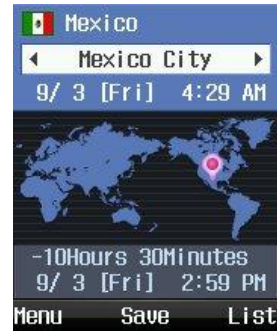 Mexico
Mexico City
9/ 3 [Fri] 4:29 AM
-10Hours 30Minutes
9/ 3 [Fri] 2:59 PM
Menu Save List